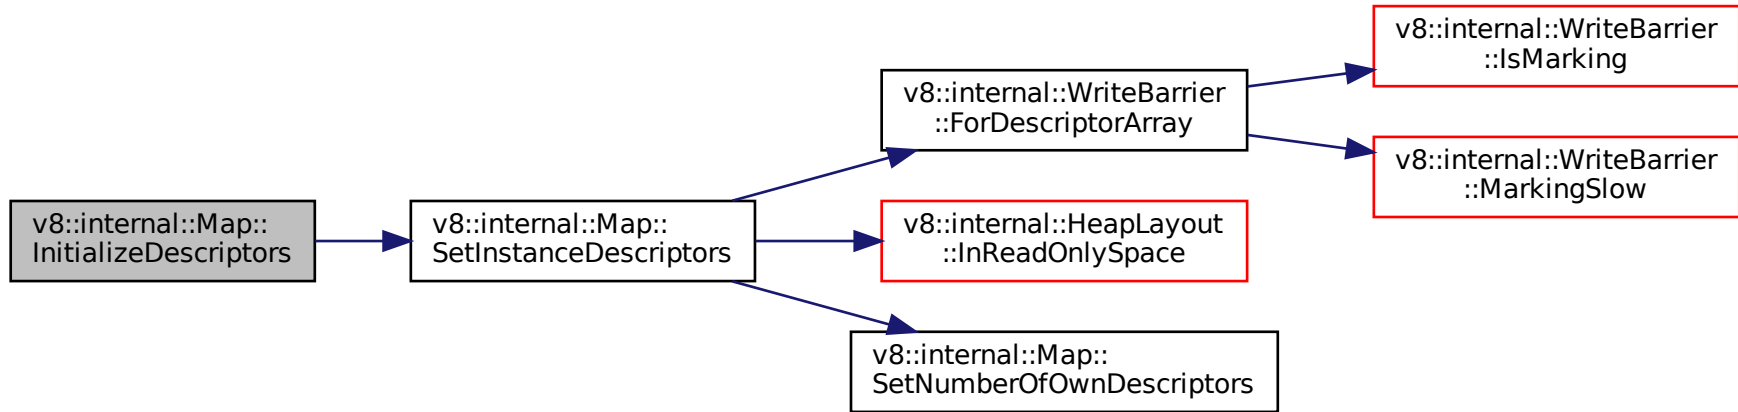 v8::internal::Map::
InitializeDescriptors
v8::internal::Map::
SetInstanceDescriptors
v8::internal::WriteBarrier
::ForDescriptorArray
v8::internal::WriteBarrier
::IsMarking
v8::internal::WriteBarrier
::MarkingSlow
v8::internal::HeapLayout
::InReadOnlySpace
v8::internal::Map::
SetNumberOfOwnDescriptors